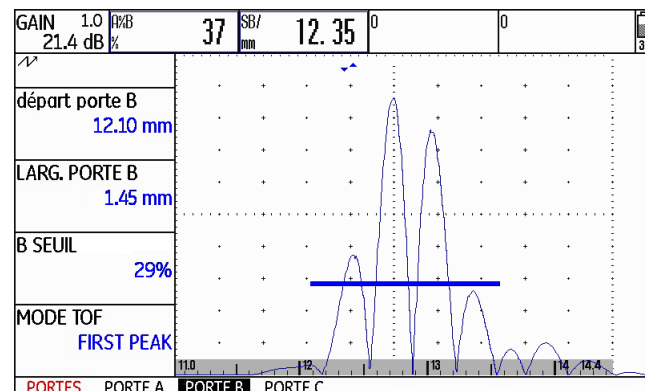 GAIN 1.0 A%B 37 SB/ 12.35 0 0
21.4 dB % mm 3
départ porte B
12.10 mm
LARG. PORTE B
1.45 mm
B SEUIL
29%
MODE TOF
FIRST PEAK
11.0 12 13 14 14.4
PORTES PORTE A PORTE B PORTE C